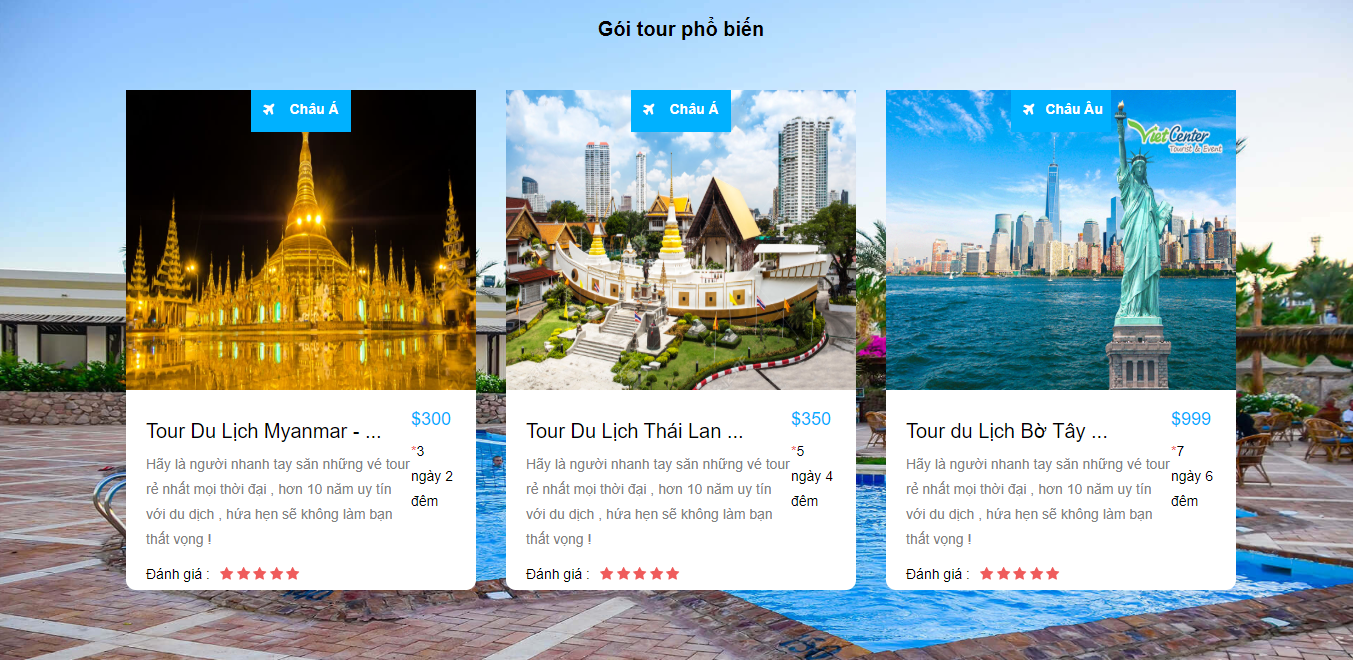 Gói tour phổ biến
Châu Á
Tour Du Lịch Myanmar - ...
$300
Hãy là người nhanh tay săn những vé tour
rẻ nhất mọi thời đại , hơn 10 năm uy tín
với du dịch , hứa hẹn sẽ không làm bạn
thất vọng !
*3
ngày 2
đêm
Đánh giá :
Châu Á
Tour Du Lịch Thái Lan ...
$350
Hãy là người nhanh tay săn những vé tour
rẻ nhất mọi thời đại , hơn 10 năm uy tín
với du dịch , hứa hẹn sẽ không làm bạn
thất vọng !
*5
ngày 4
đêm
Đánh giá :
Châu Âu
VietCenter
Tourist & Event
Tour du Lịch Bờ Tây ...
$999
Hãy là người nhanh tay săn những vé tour
rẻ nhất mọi thời đại , hơn 10 năm uy tín
với du dịch , hứa hẹn sẽ không làm bạn
thất vọng !
*7
ngày 6
đêm
Đánh giá :